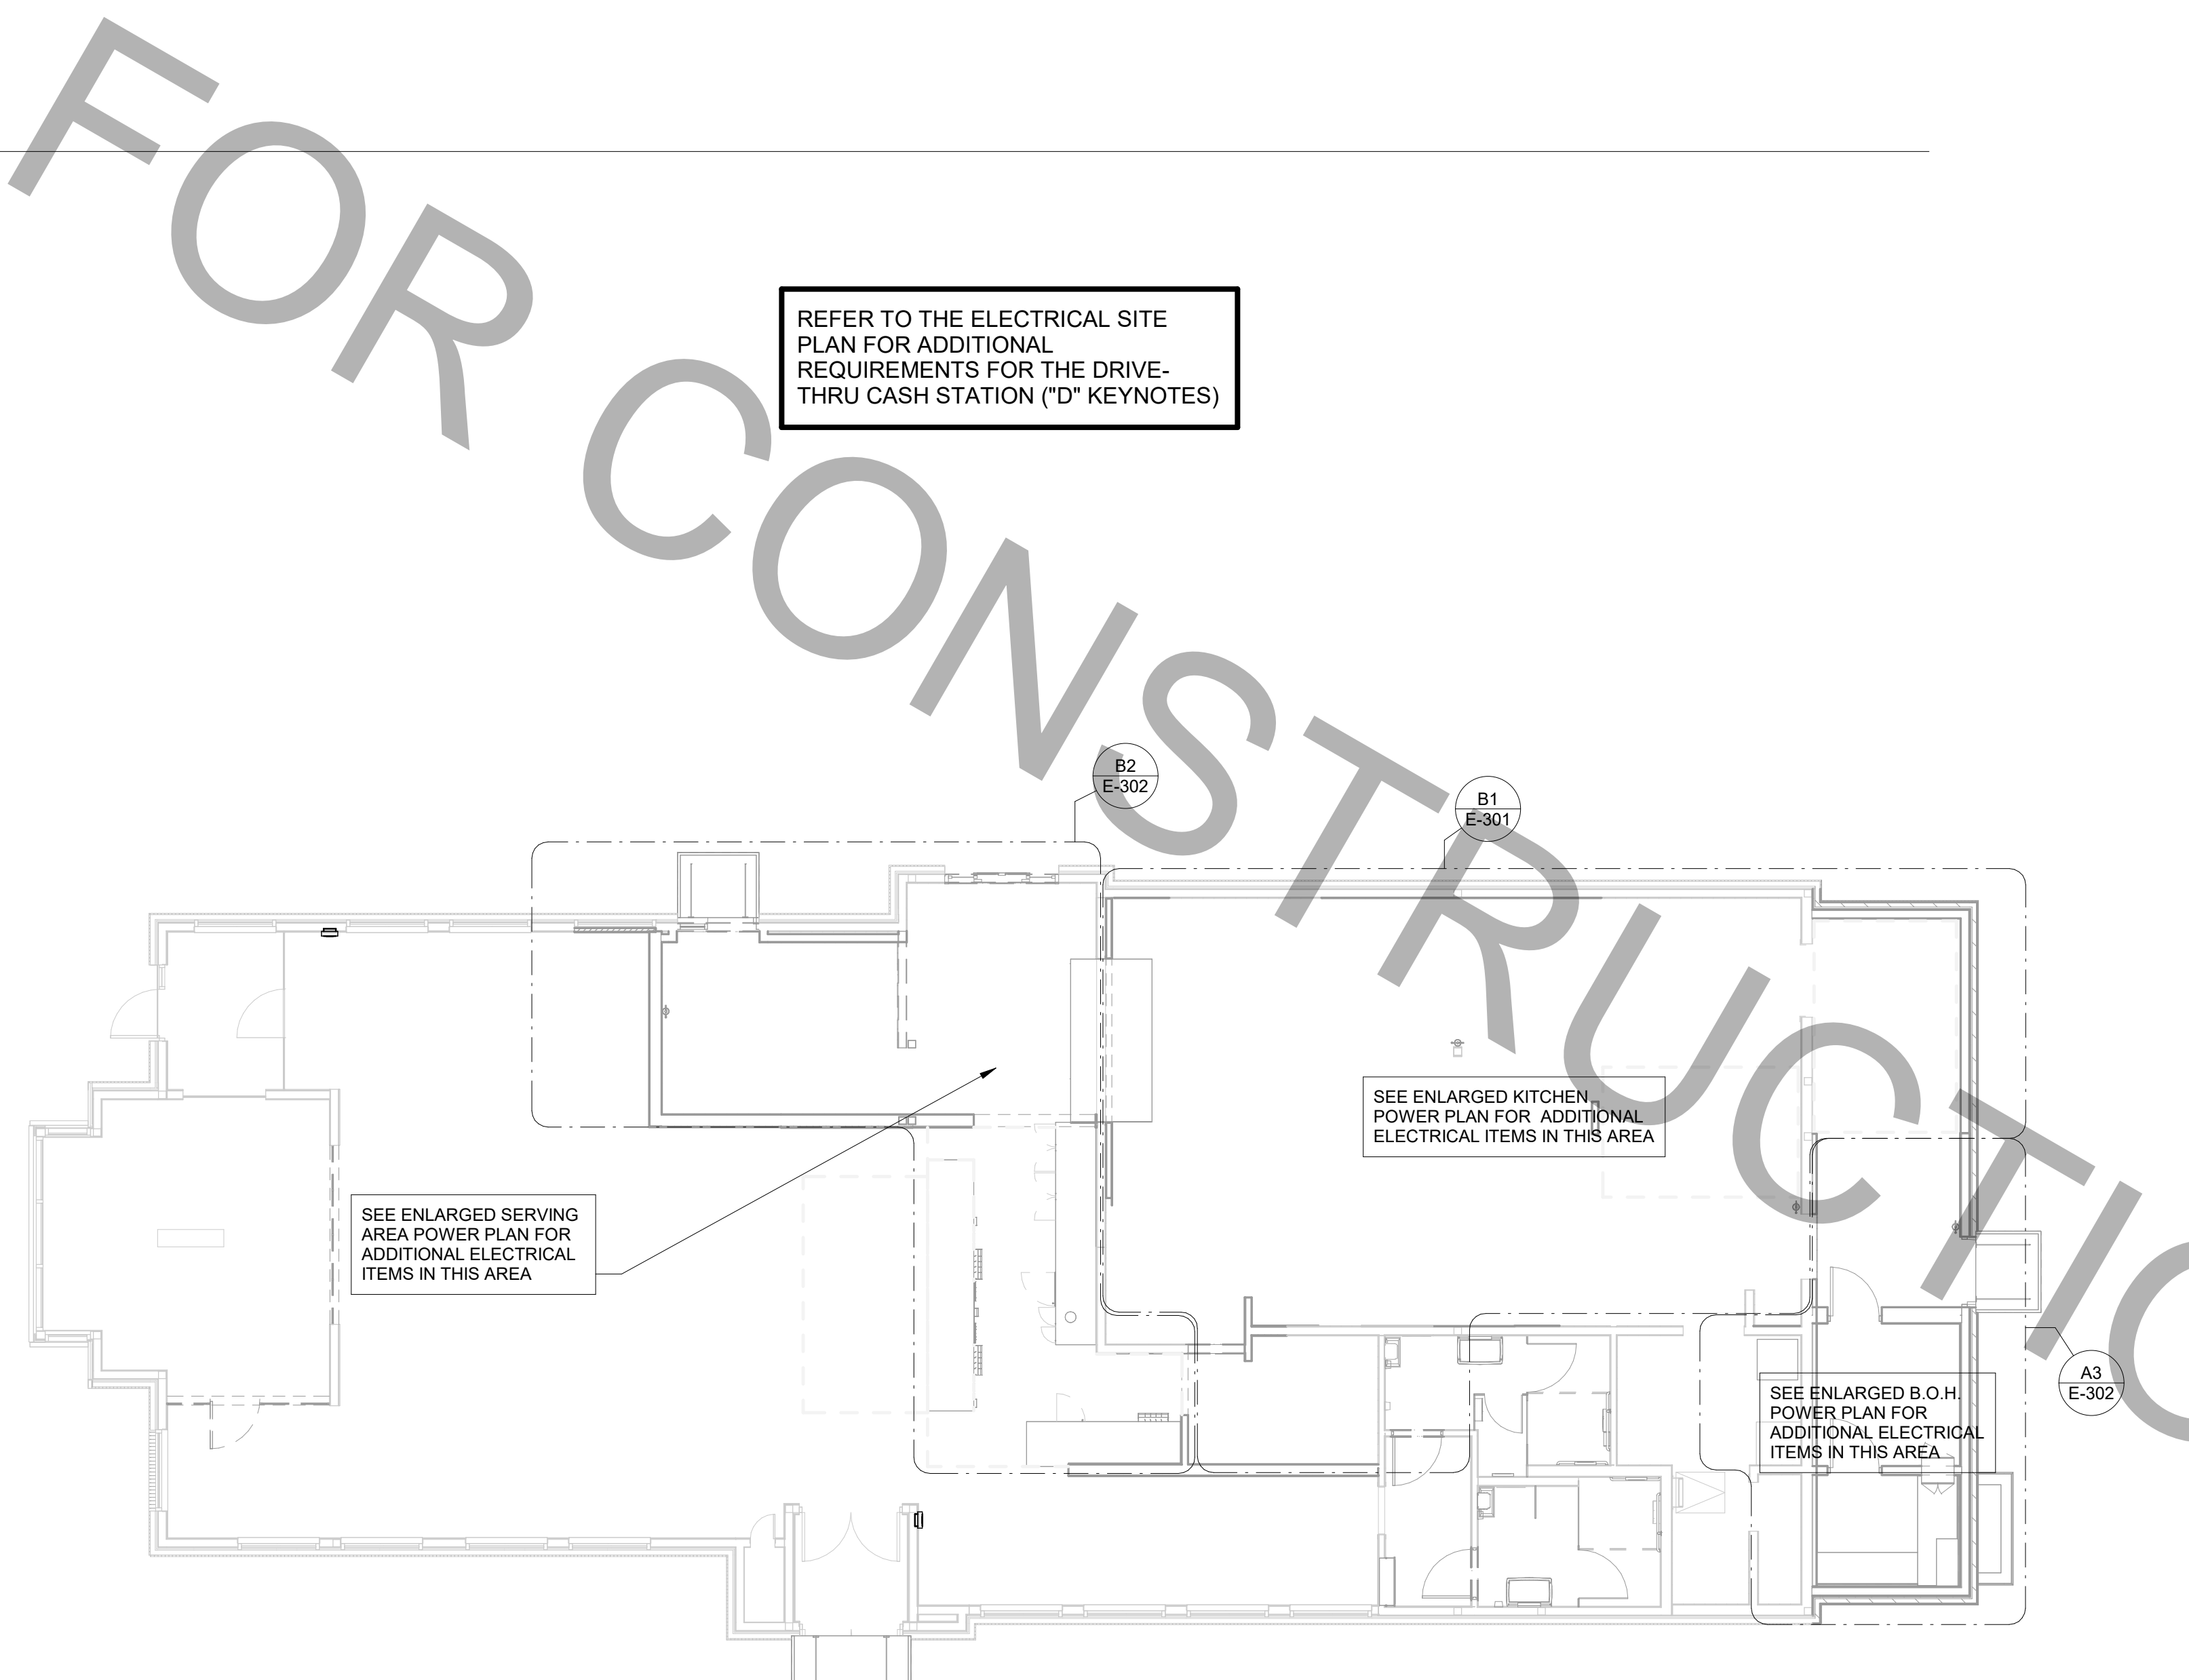 FOR CONSTRUCTIO
REFER TO THE ELECTRICAL SITE
PLAN FOR ADDITIONAL
REQUIREMENTS FOR THE DRIVE-
THRU CASH STATION ("D" KEYNOTES)
B2
E-302
B1
E-301
SEE ENLARGED KITCHEN
POWER PLAN FOR ADDITIONAL
ELECTRICAL ITEMS IN THIS AREA
SEE ENLARGED SERVING
AREA POWER PLAN FOR
ADDITIONAL ELECTRICAL
ITEMS IN THIS AREA
A3
E-302
SEE ENLARGED B.O.H.
POWER PLAN FOR
ADDITIONAL ELECTRICAL
ITEMS IN THIS AREA